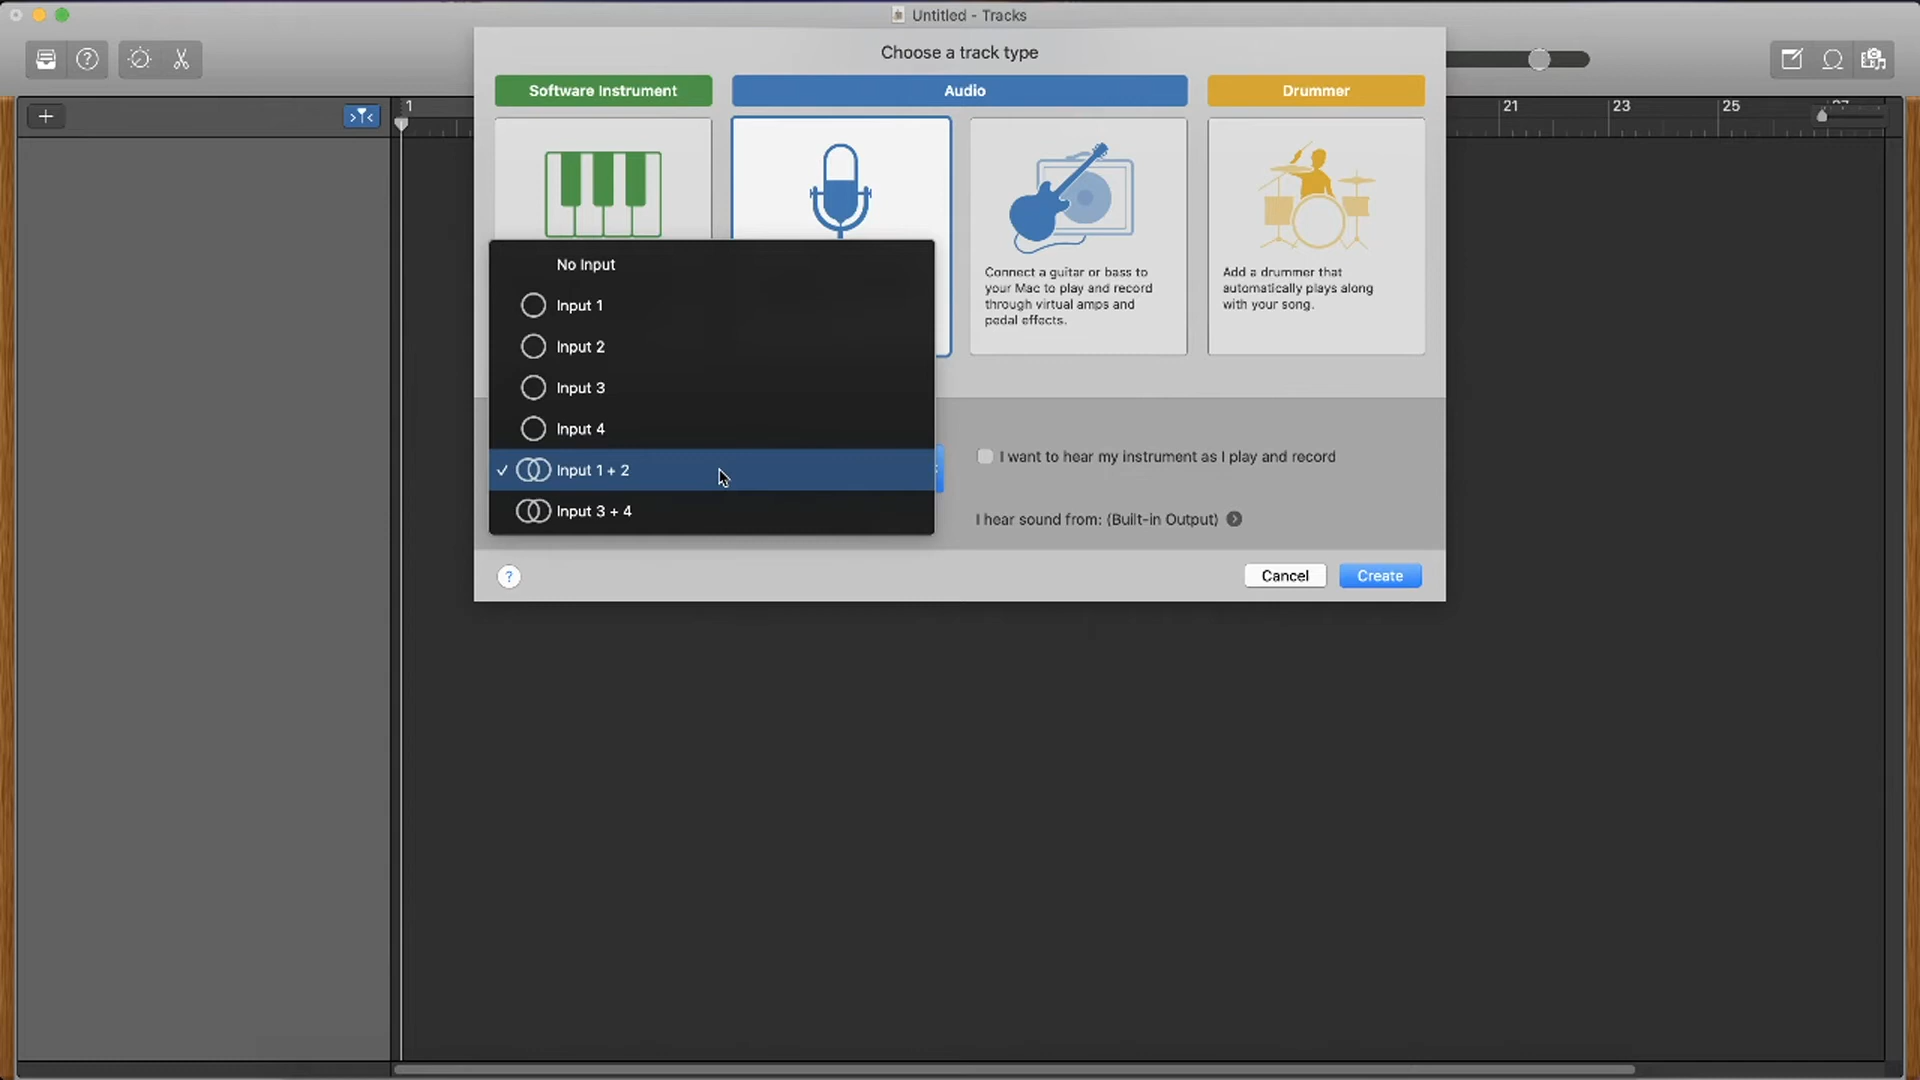 Untitled - Tracks
Choose a track type
Software Instrument
Audio
Drummer
1
21
23
25
Connect a guitar or bass to
your Mac to play and record
through virtual amps and
pedal effects.
Add a drummer that
automatically plays along
with your song.
No Input
Input 1
Input 2
Input 3
Input 4
Input 1 + 2
Input 3 + 4
I want to hear my instrument as I play and record
I hear sound from: (Built-in Output)
?
Cancel
Create